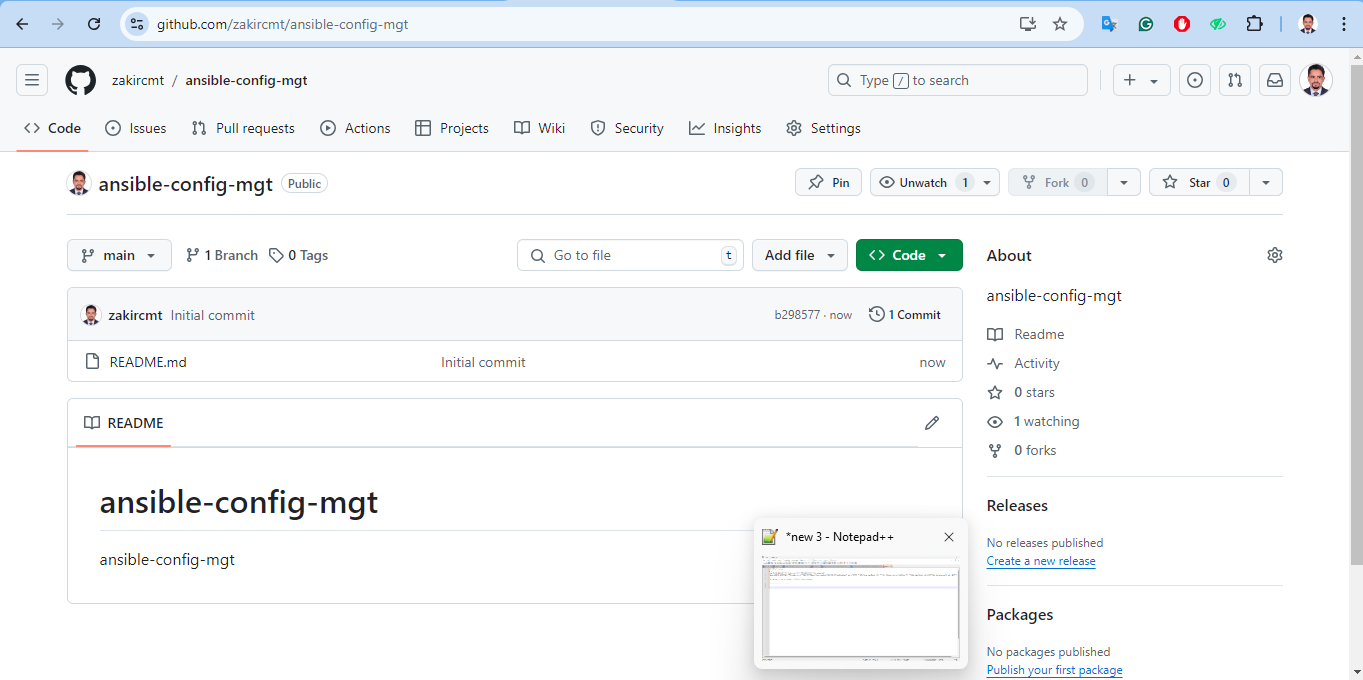 github.com/zakircmt/ansible-config-mgt
zakircmt / ansible-config-mgt
Type / to search
Code Issues Pull requests Actions Projects Wiki Security Insights Settings
ansible-config-mgt Public
Pin Unwatch 1 Fork 0 Star 0
main 1 Branch 0 Tags Go to file t Add file Code
zakircmt Initial commit b298577 · now 1 Commit
README.md Initial commit now
README
ansible-config-mgt
ansible-config-mgt
*new 3 - Notepad++
About
ansible-config-mgt
Readme
Activity
0 stars
1 watching
0 forks
Releases
No releases published
Create a new release
Packages
No packages published
Publish your first package